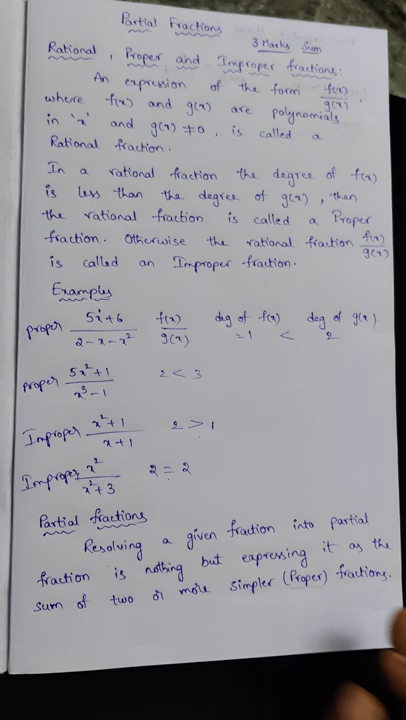 Partial Fractions
3 Marks Sum
Rational, Proper and Improper fractions.
An expression of the form f(x)/g(x),
where f(x) and g(x) are polynomials
in 'x' and g(x) ≠ 0, is called a
Rational fraction.
In a rational fraction the degree of f(x)
is less than the degree of g(x), then
the rational fraction is called a Proper
fraction. Otherwise the rational fraction f(x)/g(x)
is called an Improper fraction.
Examples
proper (5x+6)/(2-x-x²) f(x)/g(x) deg of f(x) = 1 < deg of g(x) 2
proper (5x²+1)/(x³-1) 2 < 3
Improper (x²+1)/(x+1) 2 > 1
Improper x²/(x²+3) 2 = 2
Partial fractions
Resolving a given fraction into partial
fraction is nothing but expressing it as the
sum of two or more simpler (Proper) fractions.